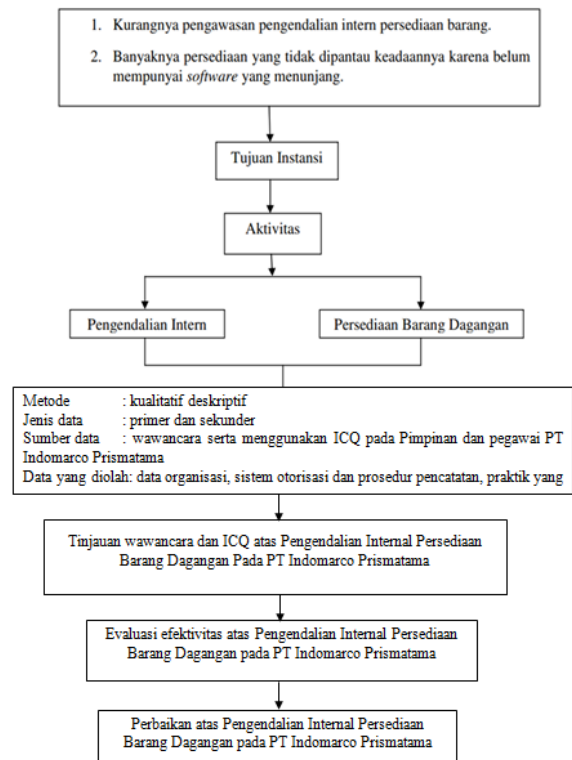 1. Kurangnya pengawasan pengendalian intern persediaan barang.
2. Banyaknya persediaan yang tidak dipantau keadaannya karena belum
mempunyai software yang menunjang.
Tujuan Instansi
Aktivitas
Pengendalian Intern
Persediaan Barang Dagangan
Metode : kualitatif deskriptif
Jenis data : primer dan sekunder
Sumber data : wawancara serta menggunakan ICQ pada Pimpinan dan pegawai PT
Indomarco Prismatama
Data yang diolah: data organisasi, sistem otorisasi dan prosedur pencatatan, praktik yang
Tinjauan wawancara dan ICQ atas Pengendalian Internal Persediaan
Barang Dagangan Pada PT Indomarco Prismatama
Evaluasi efektivitas atas Pengendalian Internal Persediaan
Barang Dagangan pada PT Indomarco Prismatama
Perbaikan atas Pengendalian Internal Persediaan
Barang Dagangan pada PT Indomarco Prismatama